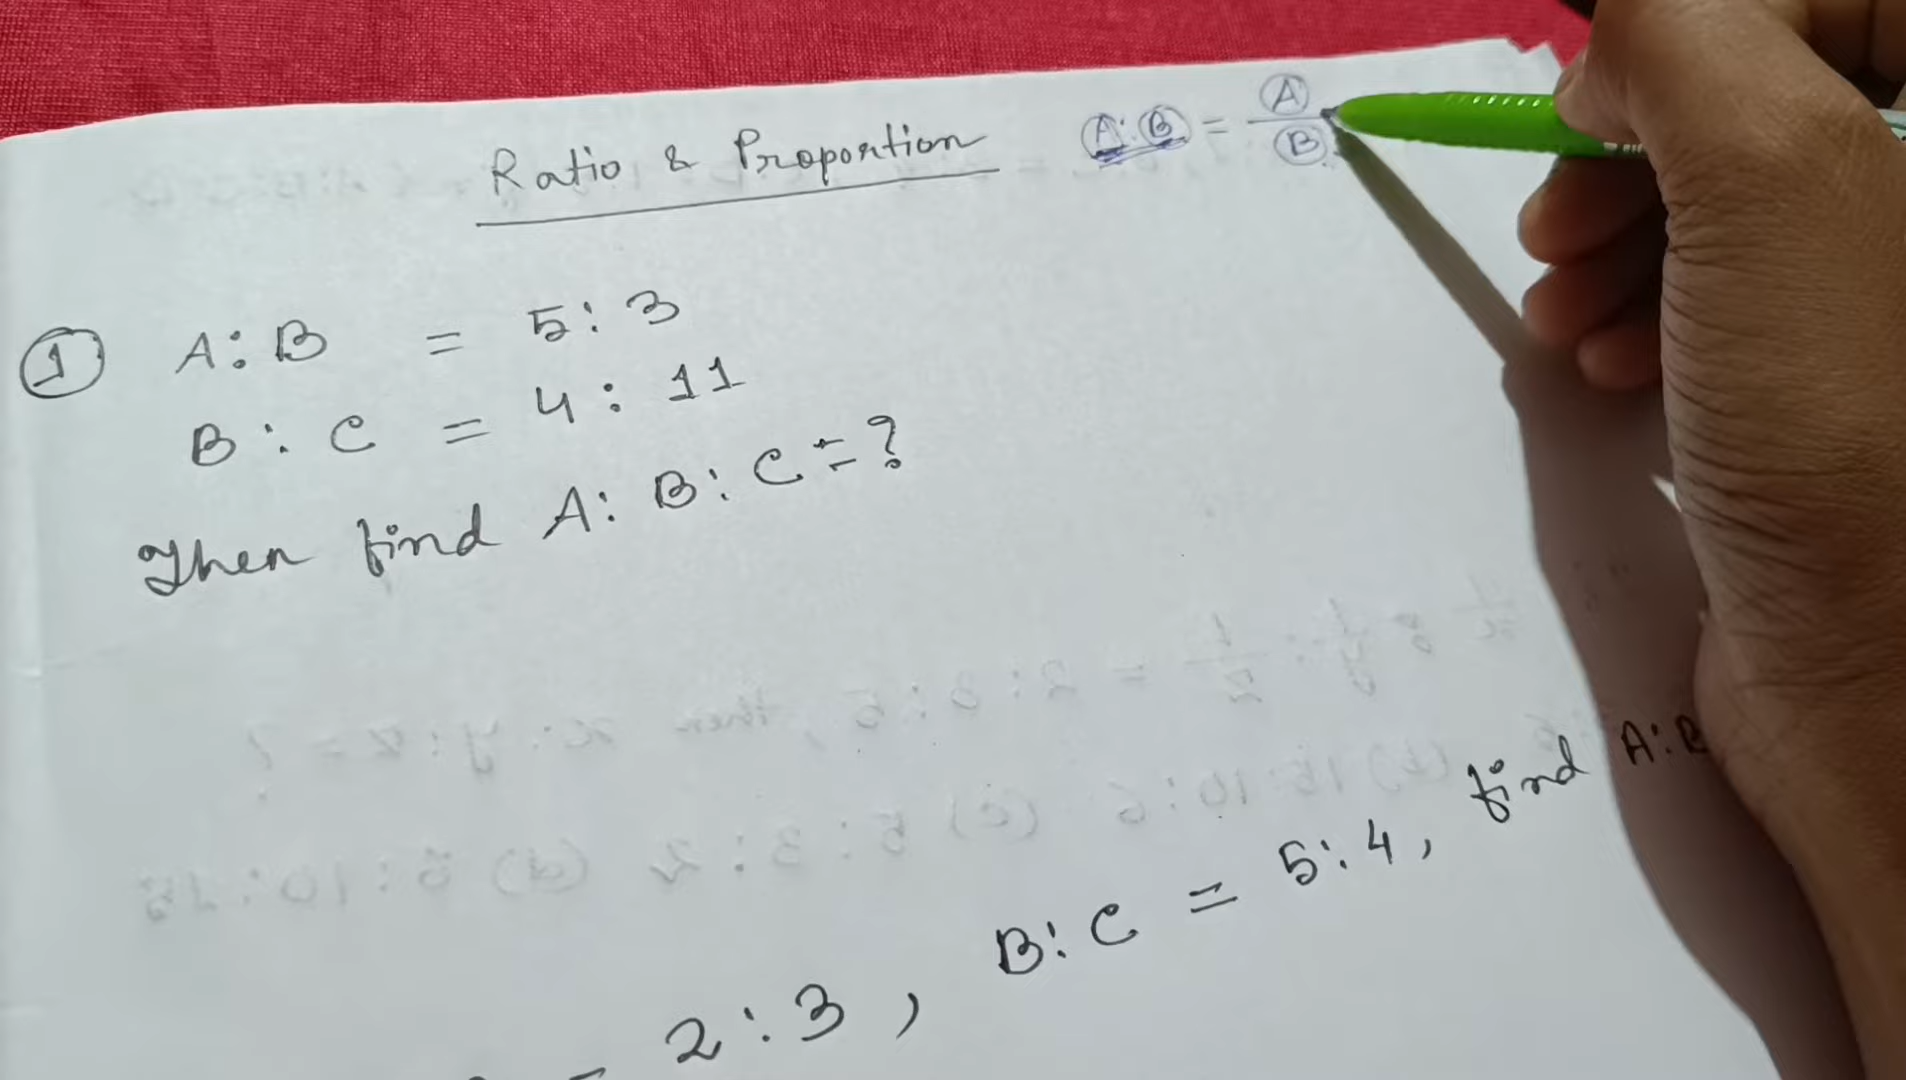 Ratio & Proportion
A:B = A/B
① A:B = 5:3
B:C = 4:11
Then find A:B:C=?
2:3, B:C = 5:4, find A:B